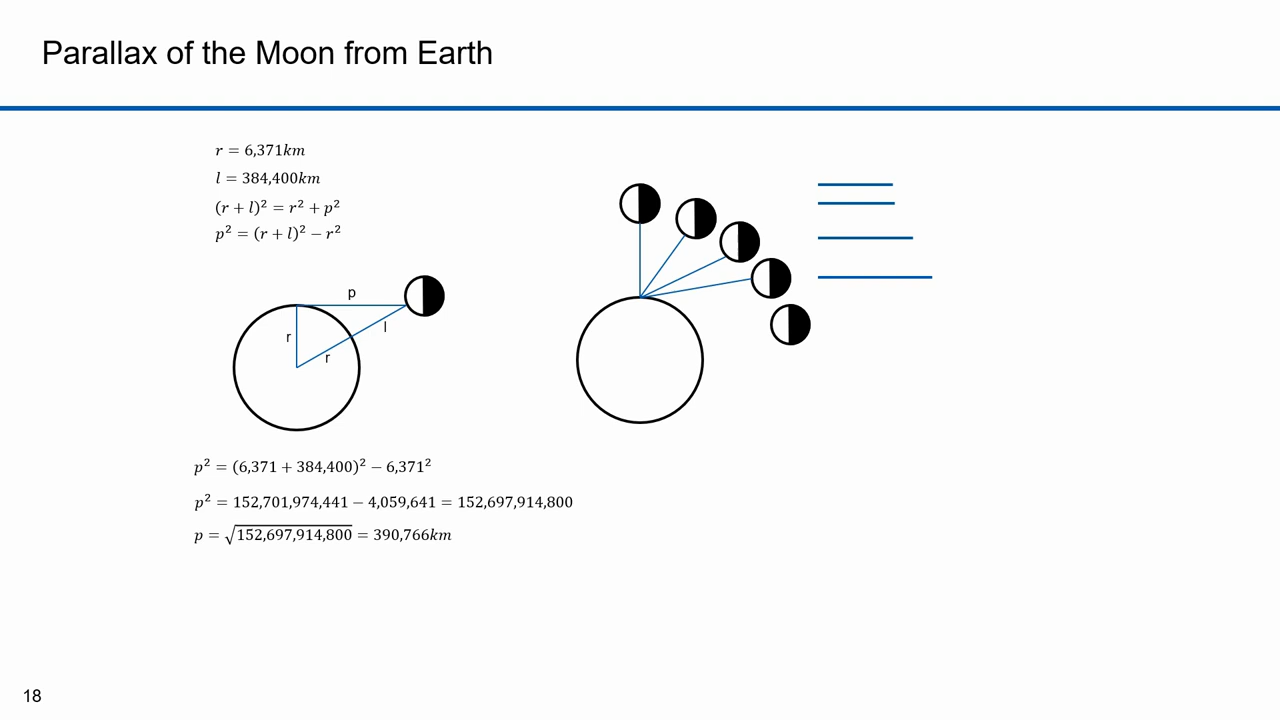 Parallax of the Moon from Earth
r = 6,371km
l = 384,400km
(r + l)² = r² + p²
p² = (r + l)² − r²
p
r
l
r
p² = (6,371 + 384,400)² − 6,371²
p² = 152,701,974,441 − 4,059,641 = 152,697,914,800
p = √152,697,914,800 = 390,766km
18